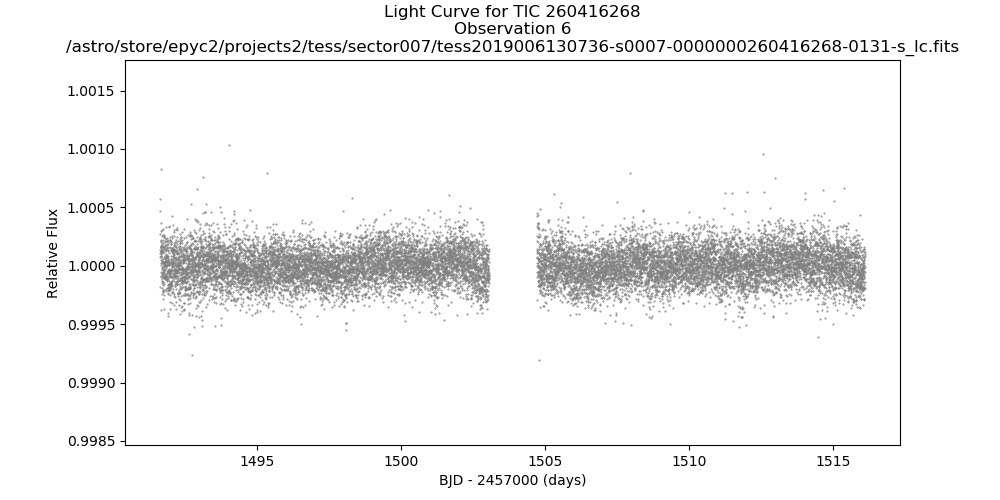 Light Curve for TIC 260416268
Observation 6
/astro/store/epyc2/projects2/tess/sector007/tess2019006130736-s0007-0000000260416268-0131-s_lc.fits
1.0015
1.0010
1.0005
1.0000
0.9995
0.9990
0.9985
Relative Flux
1495
1500
1505
1510
1515
BJD - 2457000 (days)